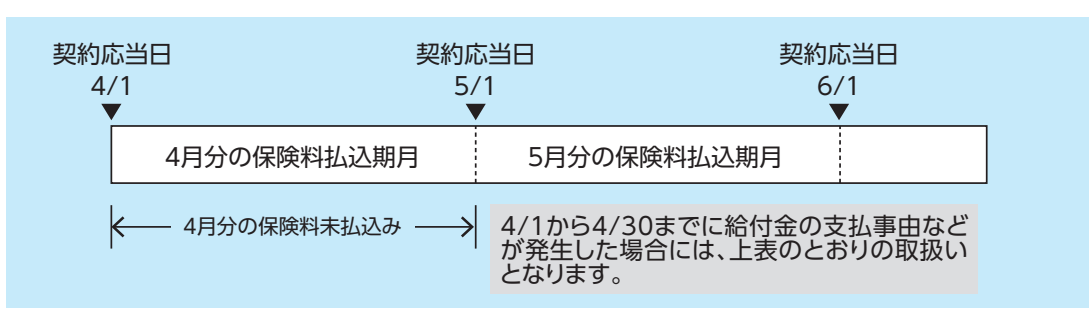 契約応当日 契約応当日 契約応当日
4/1 5/1 6/1
4月分の保険料払込期月 5月分の保険料払込期月
4月分の保険料未払込み
4/1から4/30までに給付金の支払事由など
が発生した場合には、上表のとおりの取扱い
となります。